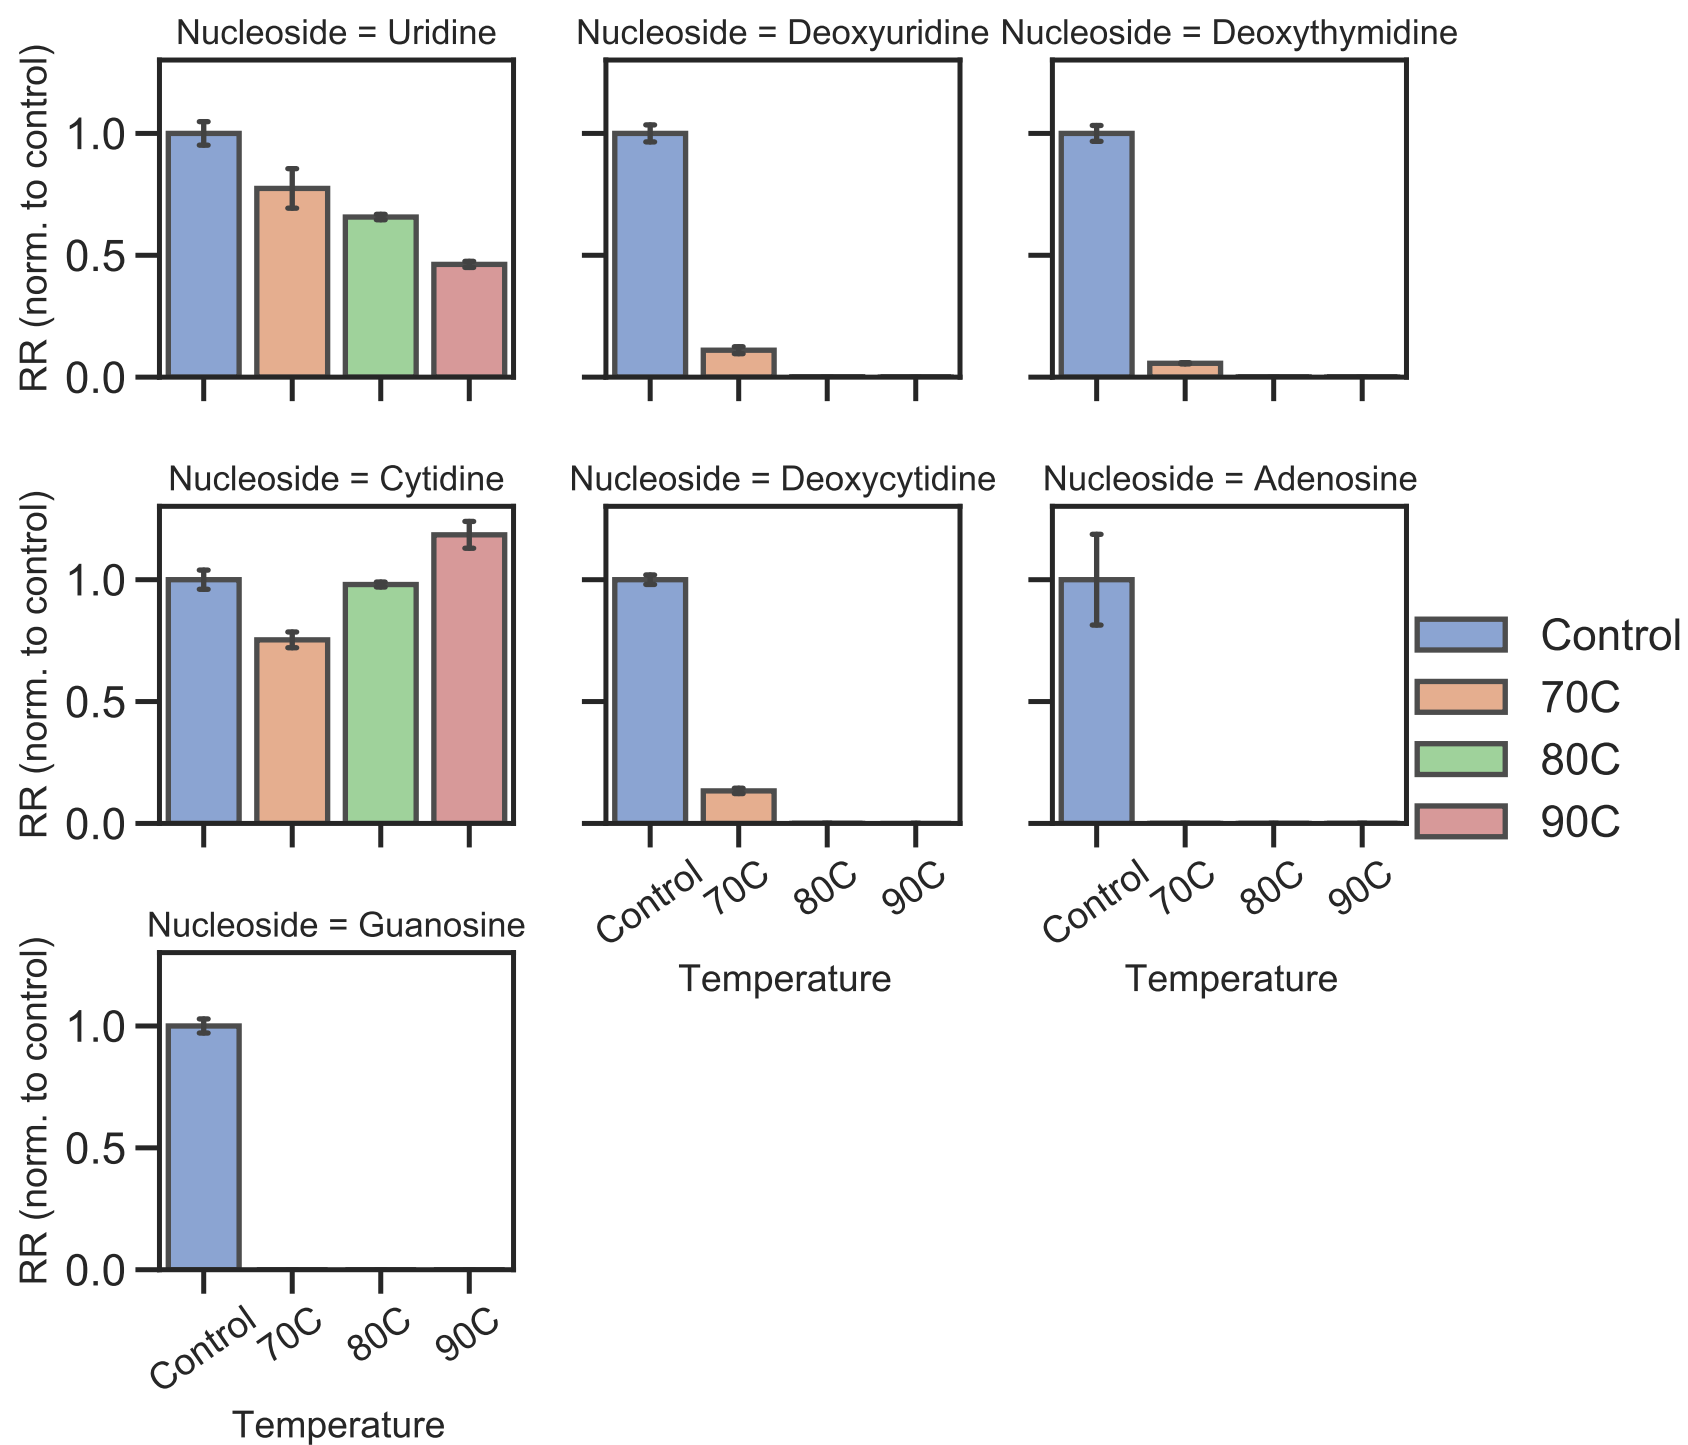 Nucleoside = Uridine
Nucleoside = Deoxyuridine
Nucleoside = Deoxythymidine
RR (norm. to control)
1.0
0.5
0.0
Nucleoside = Cytidine
Nucleoside = Deoxycytidine
Nucleoside = Adenosine
RR (norm. to control)
1.0
0.5
0.0
Control
70C
80C
90C
Temperature
Control
70C
80C
90C
Temperature
Control
70C
80C
90C
Nucleoside = Guanosine
RR (norm. to control)
1.0
0.5
0.0
Control
70C
80C
90C
Temperature